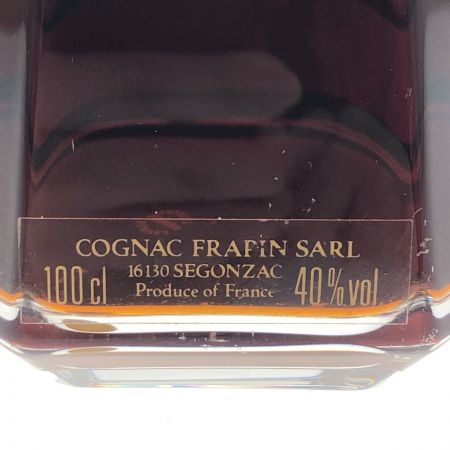 COGNAC FRAPIN SARL
16130 SEGONZAC
100 cl Produce of France 40% vol